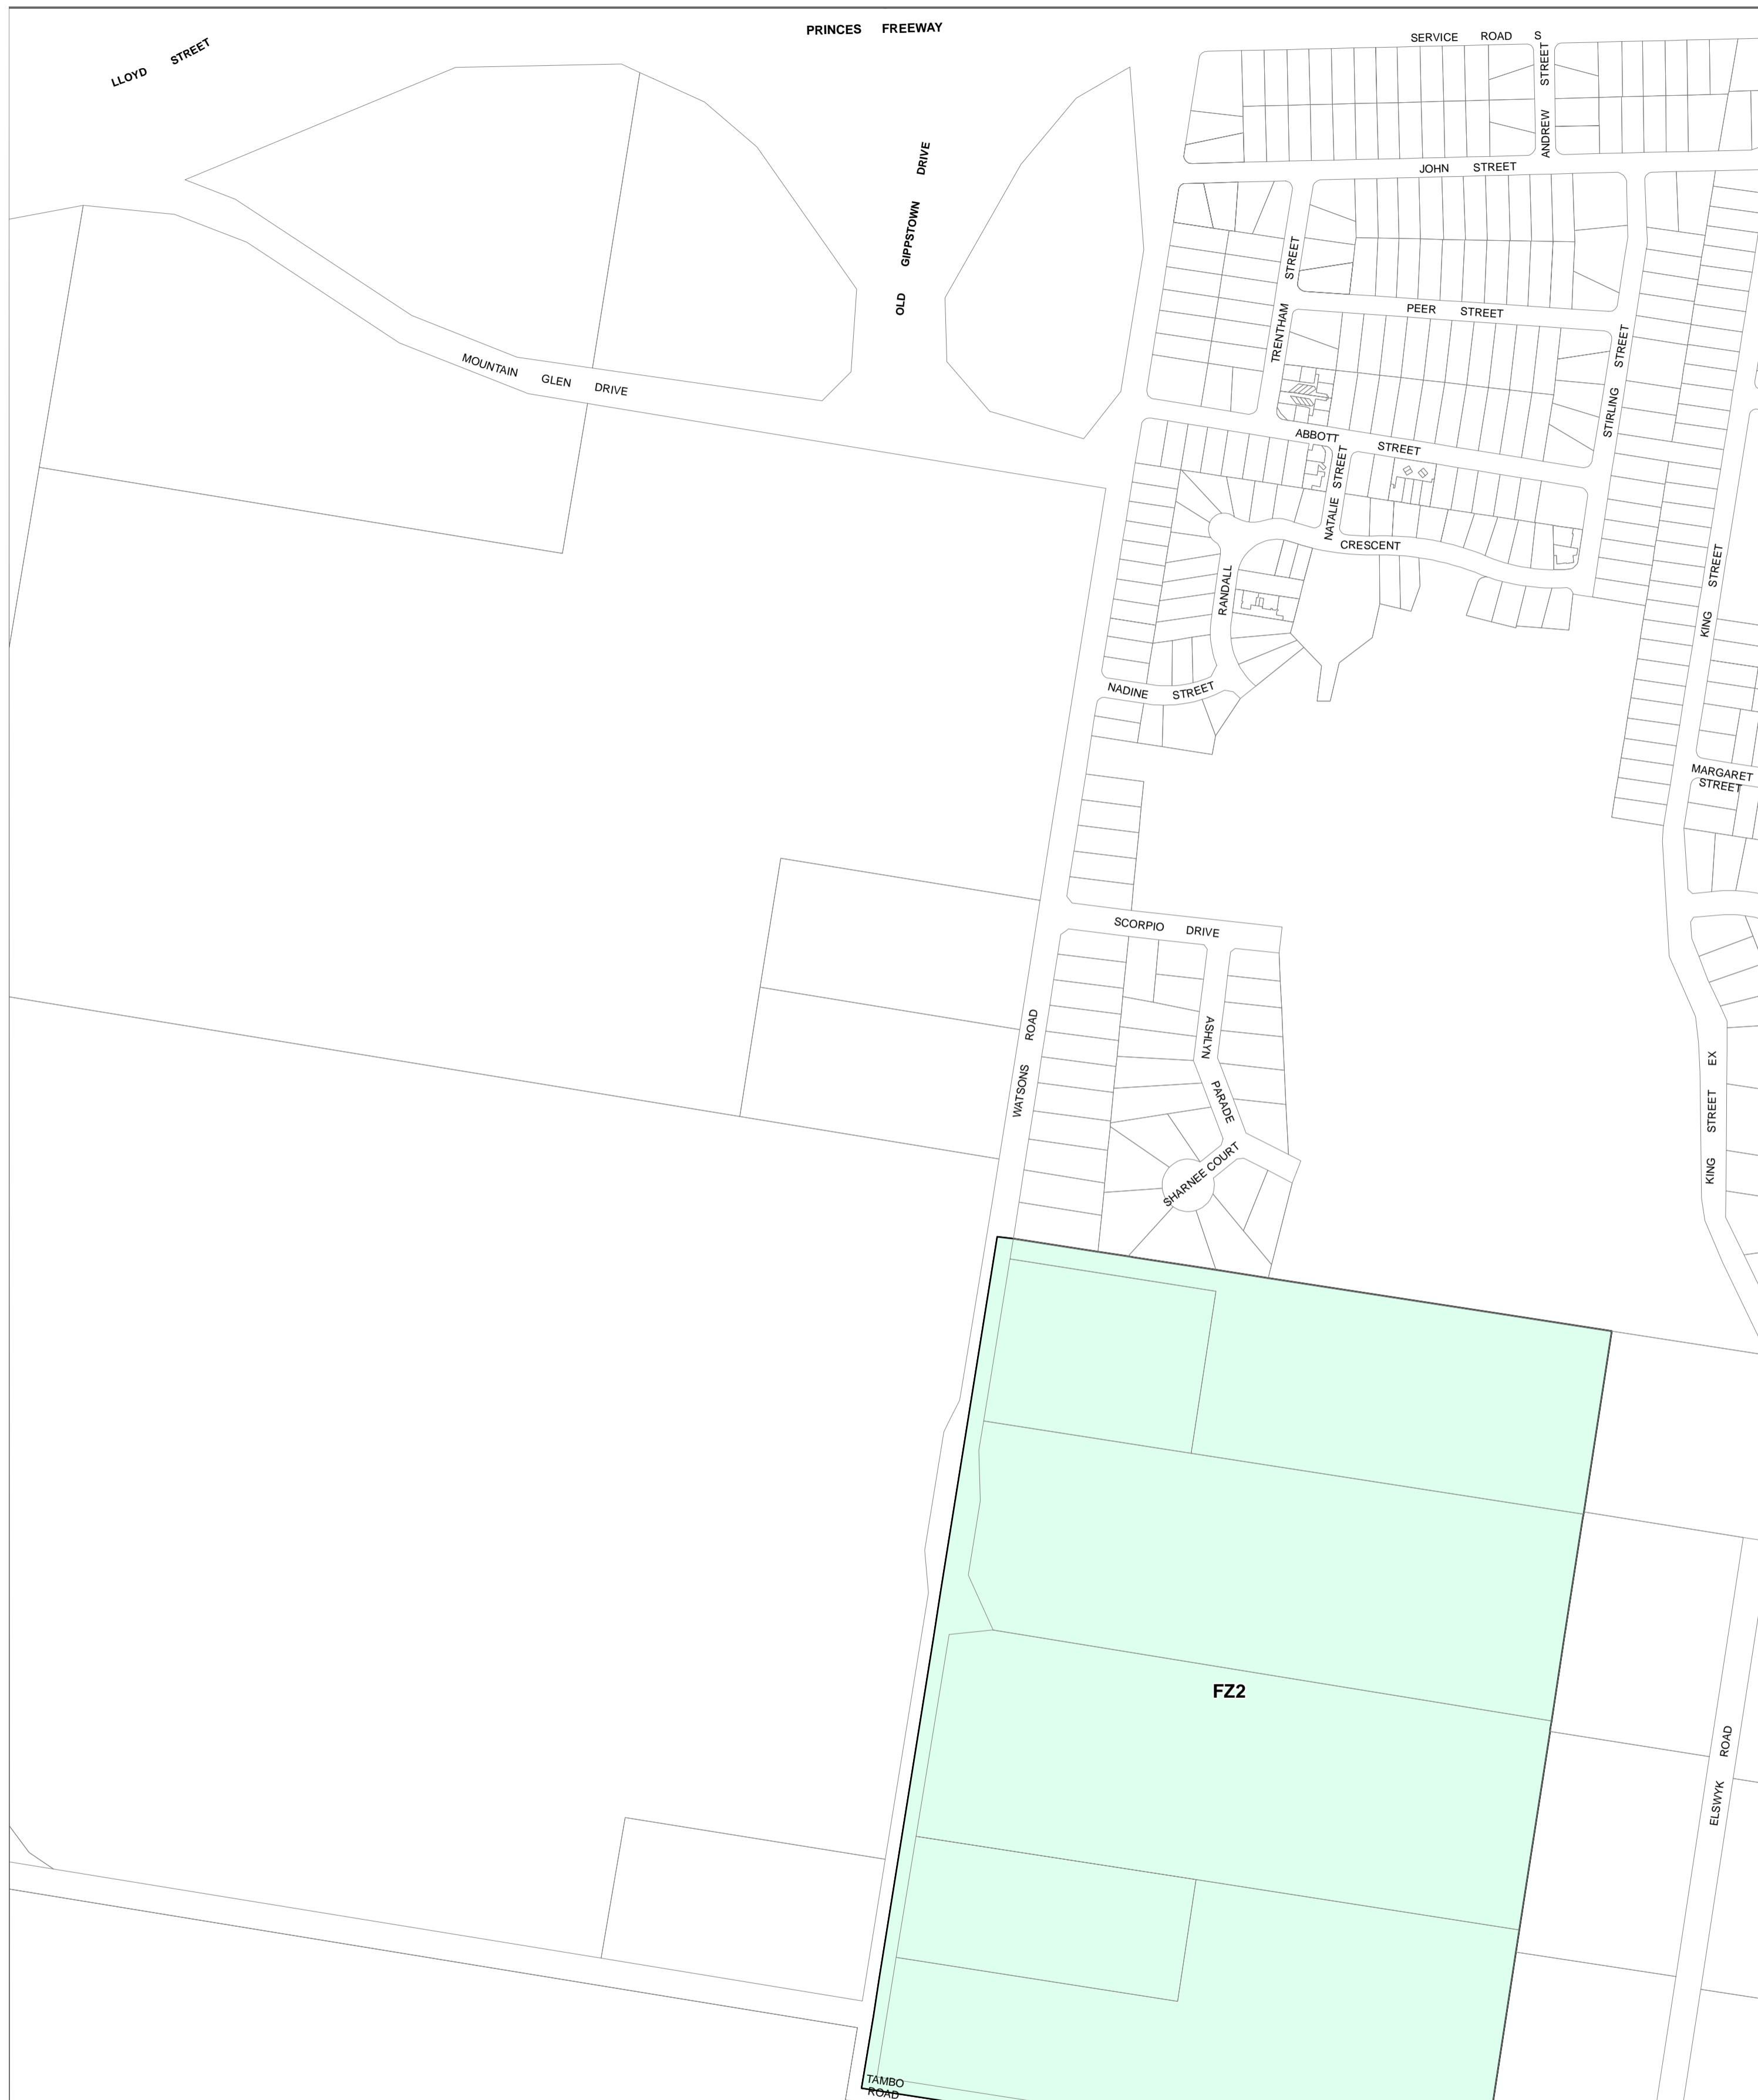 PRINCES FREEWAY
LLOYD STREET
SERVICE ROAD S
ANDREW STREET
JOHN STREET
OLD GIPPSTOWN DRIVE
TRENTHAM STREET
PEER STREET
STIRLING STREET
MOUNTAIN GLEN DRIVE
ABBOTT STREET
NATALIE STREET
CRESCENT
RANDALL
KING STREET
NADINE STREET
MARGARET
STREET
SCORPIO DRIVE
WATSONS ROAD
ASHLYN PARADE
KING STREET EX
SHARNEE COURT
FZ2
ELSWYK ROAD
TAMBO
ROAD